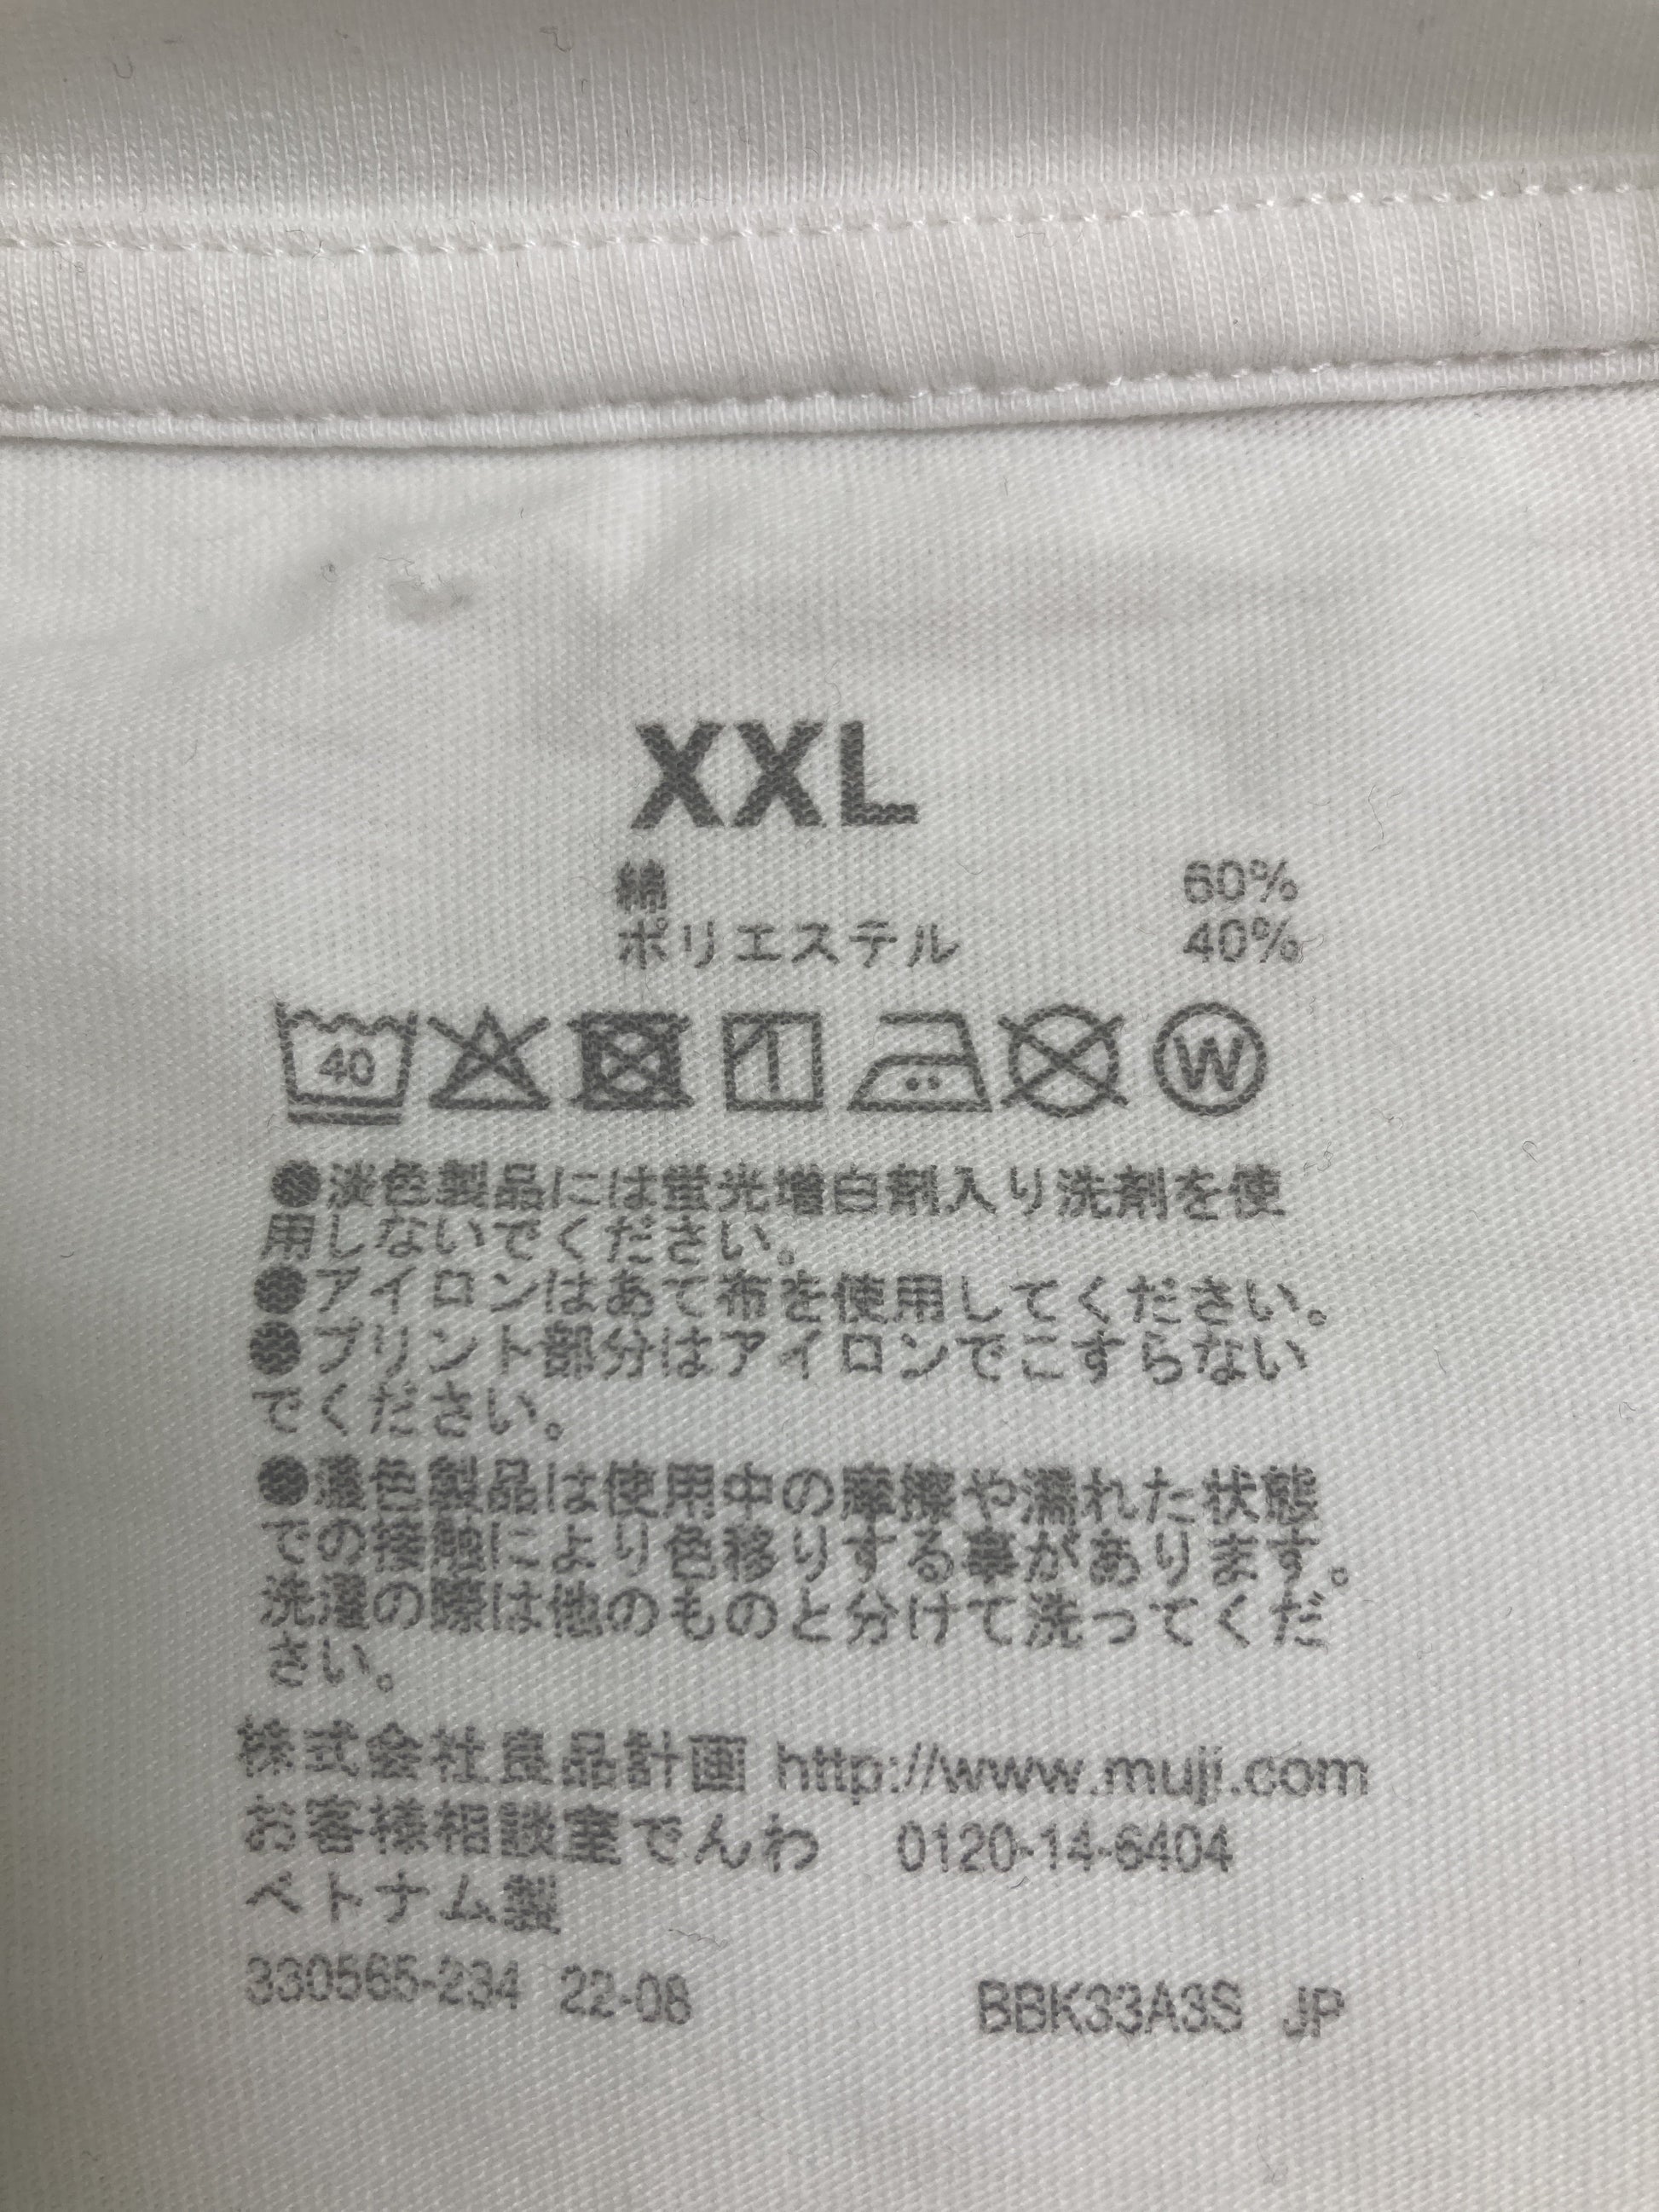 XXL
綿 60%
ポリエステル 40%
40
W
●淡色製品には蛍光増白剤入り洗剤を使
用しないでください。
●アイロンはあて布を使用してください。
●プリント部分はアイロンでこすらない
でください。
●濃色製品は使用中の摩擦や濡れた状態
での接触により色移りする事があります。
洗濯の際は他のものと分けて洗ってくだ
さい。
株式会社良品計画 http://www.muji.com
お客様相談室でんわ 0120-14-6404
ベトナム製
330565-234 22-08 BBK33A3S JP